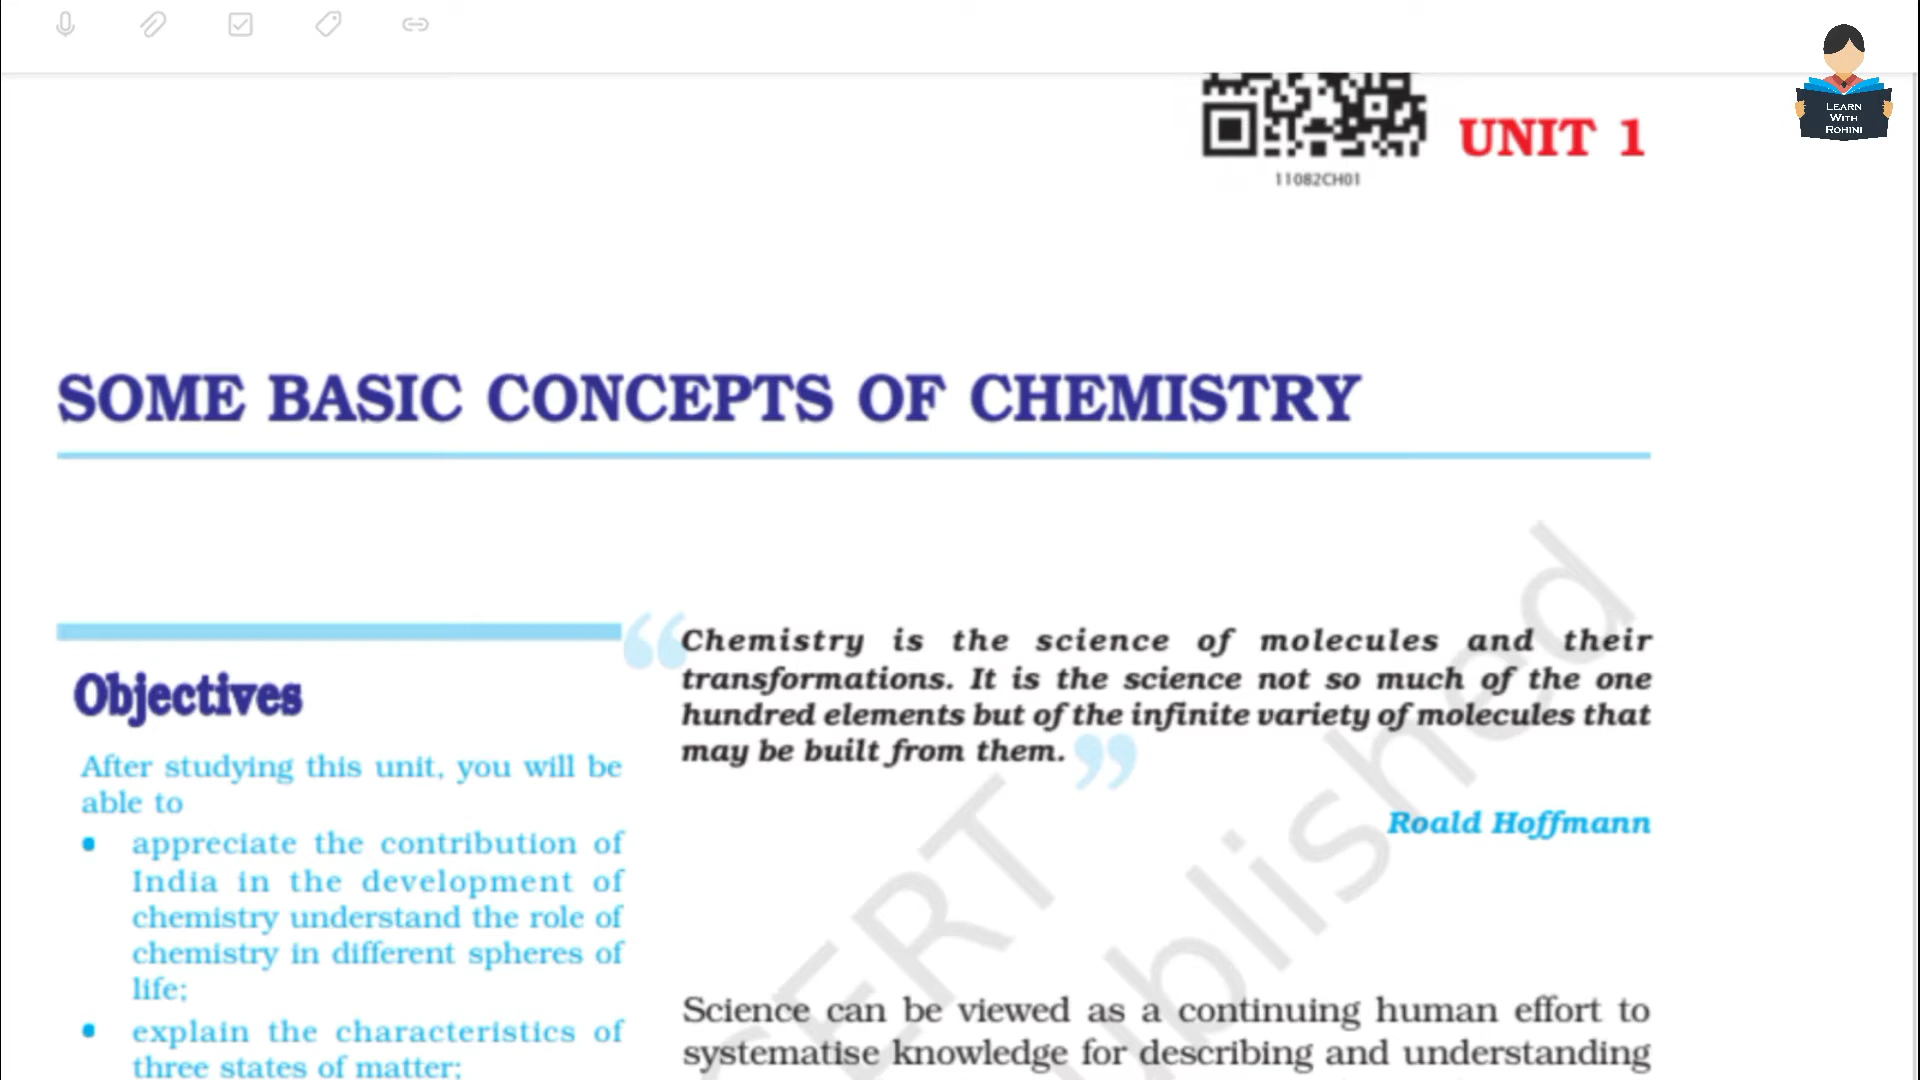 LEARN
WITH
ROHINI
UNIT 1
11082CH01
SOME BASIC CONCEPTS OF CHEMISTRY
Objectives
After studying this unit, you will be
able to
• appreciate the contribution of
India in the development of
chemistry understand the role of
chemistry in different spheres of
life;
• explain the characteristics of
three states of matter;
“Chemistry is the science of molecules and their
transformations. It is the science not so much of the one
hundred elements but of the infinite variety of molecules that
may be built from them.”
Roald Hoffmann
Science can be viewed as a continuing human effort to
systematise knowledge for describing and understanding